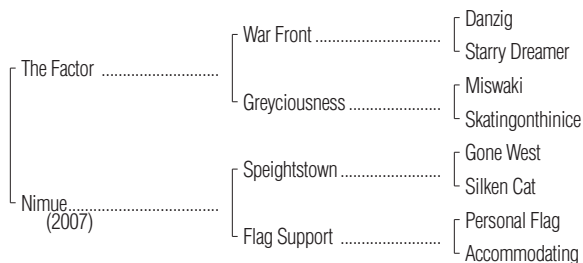 Danzig
War Front ................................
Starry Dreamer
The Factor ..............................
Miswaki
Greyciousness ........................
Skatingonthinice
Gone West
Speightstown ..........................
Silken Cat
Nimue......................................
(2007)
Personal Flag
Flag Support ..........................
Accommodating